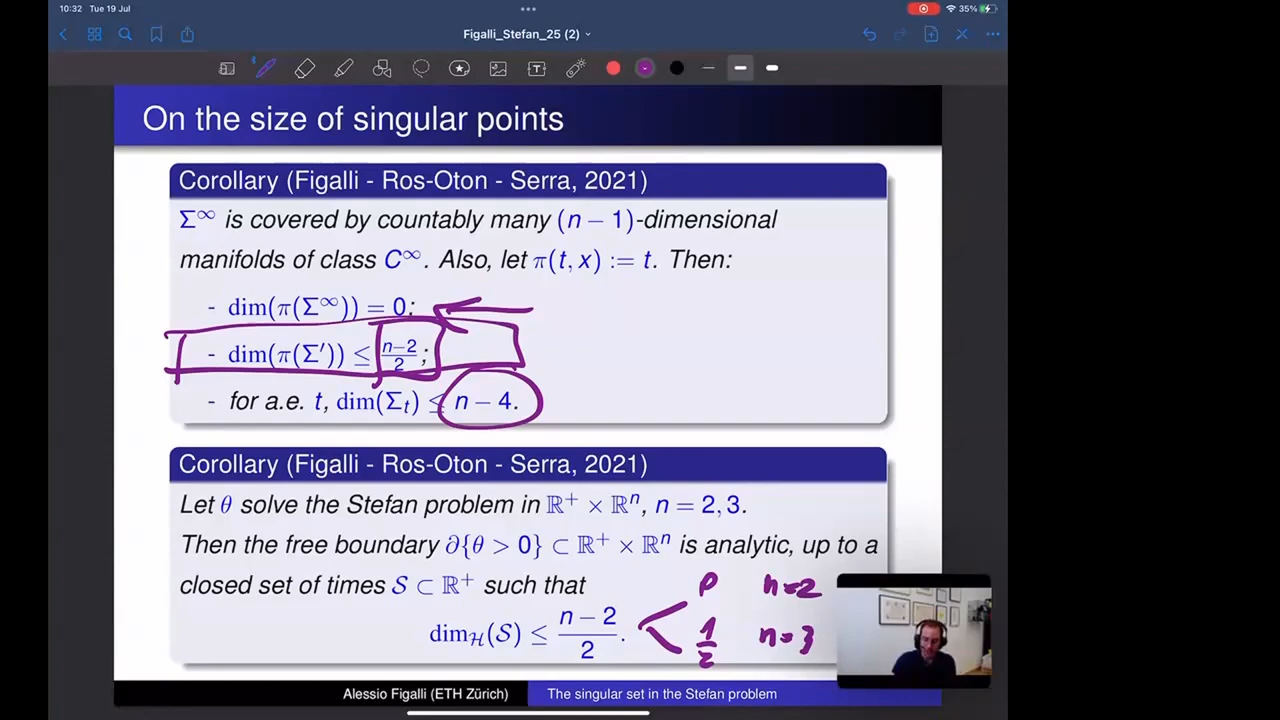 10:32 Tue 19 Jul
35%
Figalli_Stefan_25 (2)
On the size of singular points
Corollary (Figalli - Ros-Oton - Serra, 2021)
Σ^∞ is covered by countably many (n − 1)-dimensional
manifolds of class C^∞. Also, let π(t, x) := t. Then:
- dim(π(Σ^∞)) = 0;
- dim(π(Σ′)) ≤ (n−2)/2;
- for a.e. t, dim(Σ_t) ≤ n − 4.
Corollary (Figalli - Ros-Oton - Serra, 2021)
Let θ solve the Stefan problem in ℝ⁺ × ℝⁿ, n = 2, 3.
Then the free boundary ∂{θ > 0} ⊂ ℝ⁺ × ℝⁿ is analytic, up to a
closed set of times 𝒮 ⊂ ℝ⁺ such that
dim_ℋ(𝒮) ≤ (n − 2)/2.
n=2
1/2 n=3
Alessio Figalli (ETH Zürich) The singular set in the Stefan problem